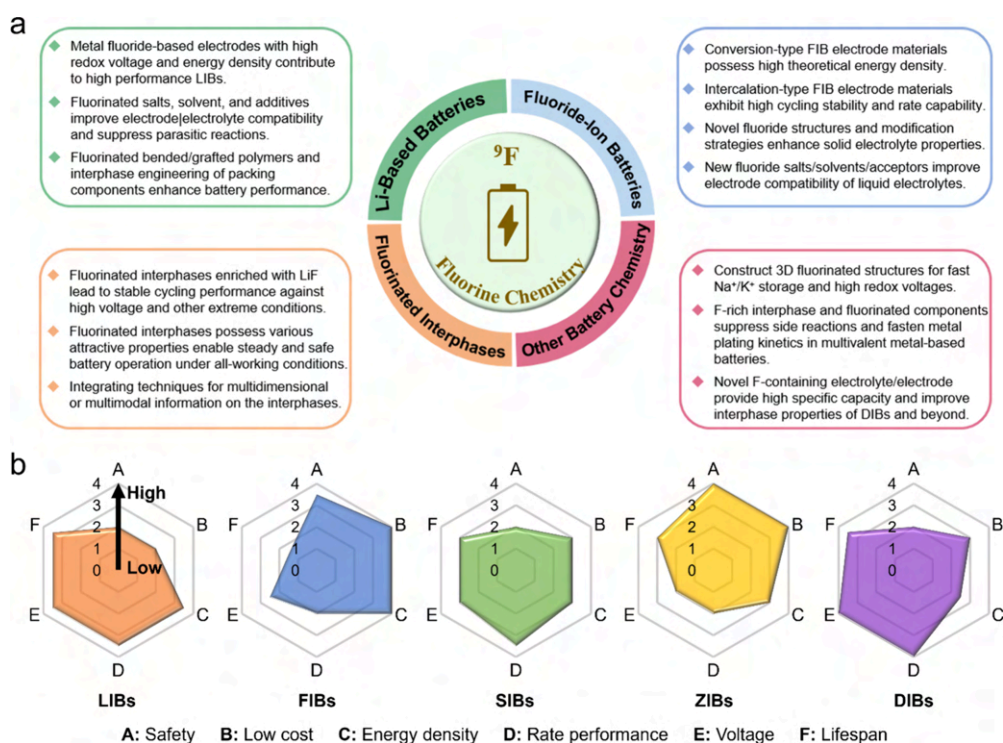 a
◆ Metal fluoride-based electrodes with high
redox voltage and energy density contribute
to high performance LIBs.
◆ Fluorinated salts, solvent, and additives
improve electrode|electrolyte compatibility
and suppress parasitic reactions.
◆ Fluorinated bended/grafted polymers and
interphase engineering of packing
components enhance battery performance.
Li-Based Batteries
Fluoride-Ion Batteries
Fluorinated Interphases
Other Battery Chemistry
⁹F
Fluorine Chemistry
◆ Conversion-type FIB electrode materials
possess high theoretical energy density.
◆ Intercalation-type FIB electrode materials
exhibit high cycling stability and rate capability.
◆ Novel fluoride structures and modification
strategies enhance solid electrolyte properties.
◆ New fluoride salts/solvents/acceptors improve
electrode compatibility of liquid electrolytes.
◆ Fluorinated interphases enriched with LiF
lead to stable cycling performance against
high voltage and other extreme conditions.
◆ Fluorinated interphases possess various
attractive properties enable steady and safe
battery operation under all-working conditions.
◆ Integrating techniques for multidimensional
or multimodal information on the interphases.
◆ Construct 3D fluorinated structures for fast
Na⁺/K⁺ storage and high redox voltages.
◆ F-rich interphase and fluorinated components
suppress side reactions and fasten metal
plating kinetics in multivalent metal-based
batteries.
◆ Novel F-containing electrolyte/electrode
provide high specific capacity and improve
interphase properties of DIBs and beyond.
b
A
4
High
3
F
B
2
1
0
Low
E
C
D
LIBs
A
4
3
F
B
2
1
0
E
C
D
FIBs
A
4
3
F
B
2
1
0
E
C
D
SIBs
A
4
3
F
B
2
1
0
E
C
D
ZIBs
A
4
3
F
B
2
1
0
E
C
D
DIBs
A: Safety B: Low cost C: Energy density D: Rate performance E: Voltage F: Lifespan